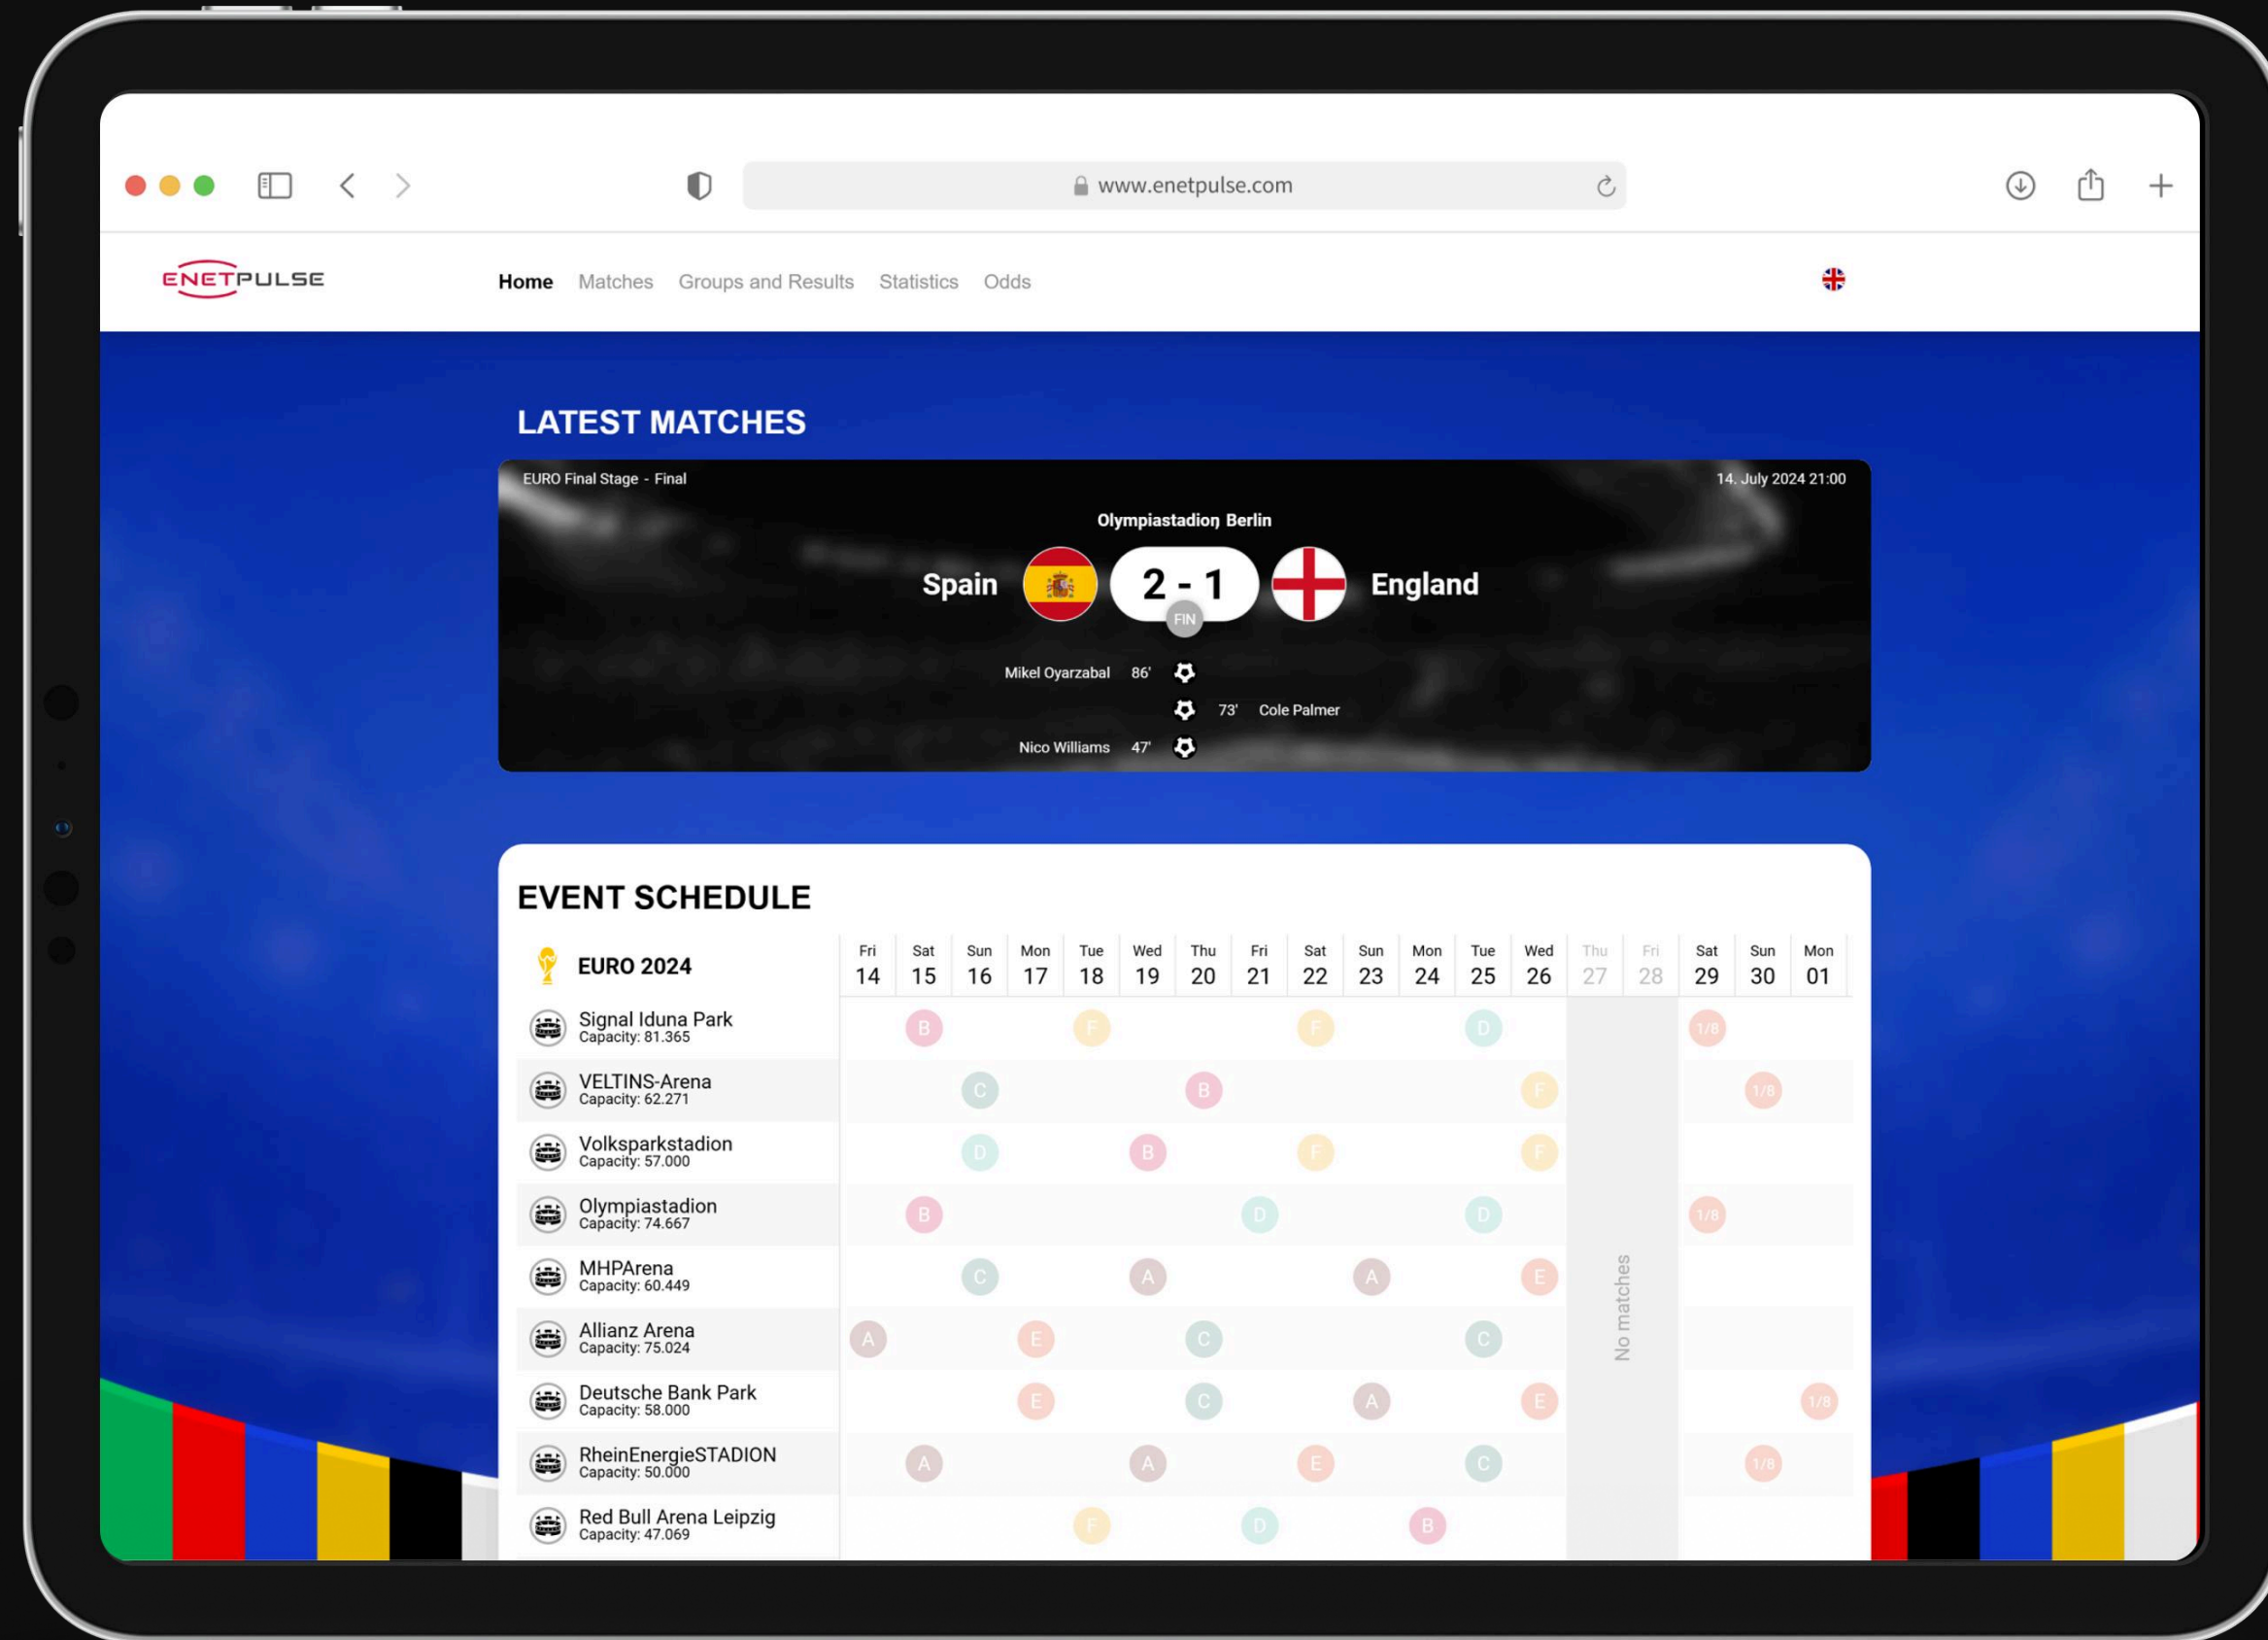 www.enetpulse.com
ENETPULSE
Home Matches Groups and Results Statistics Odds
LATEST MATCHES
EURO Final Stage - Final
14. July 2024 21:00
Olympiastadion, Berlin
Spain 2 - 1 England
FIN
Mikel Oyarzabal 86'
73' Cole Palmer
Nico Williams 47'
EVENT SCHEDULE
Fri Sat Sun Mon Tue Wed Thu Fri Sat Sun Mon Tue Wed Thu Fri Sat Sun Mon
EURO 2024 14 15 16 17 18 19 20 21 22 23 24 25 26 27 28 29 30 01
Signal Iduna Park B F F D 1/8
Capacity: 81.365
VELTINS-Arena C B F 1/8
Capacity: 62.271
Volksparkstadion D B F F
Capacity: 57.000
Olympiastadion B D D 1/8
Capacity: 74.667
MHPArena C A A E
Capacity: 60.449
No matches
Allianz Arena A E C C
Capacity: 75.024
Deutsche Bank Park E C A E 1/8
Capacity: 58.000
RheinEnergieSTADION A A E C 1/8
Capacity: 50.000
Red Bull Arena Leipzig F D B
Capacity: 47.069